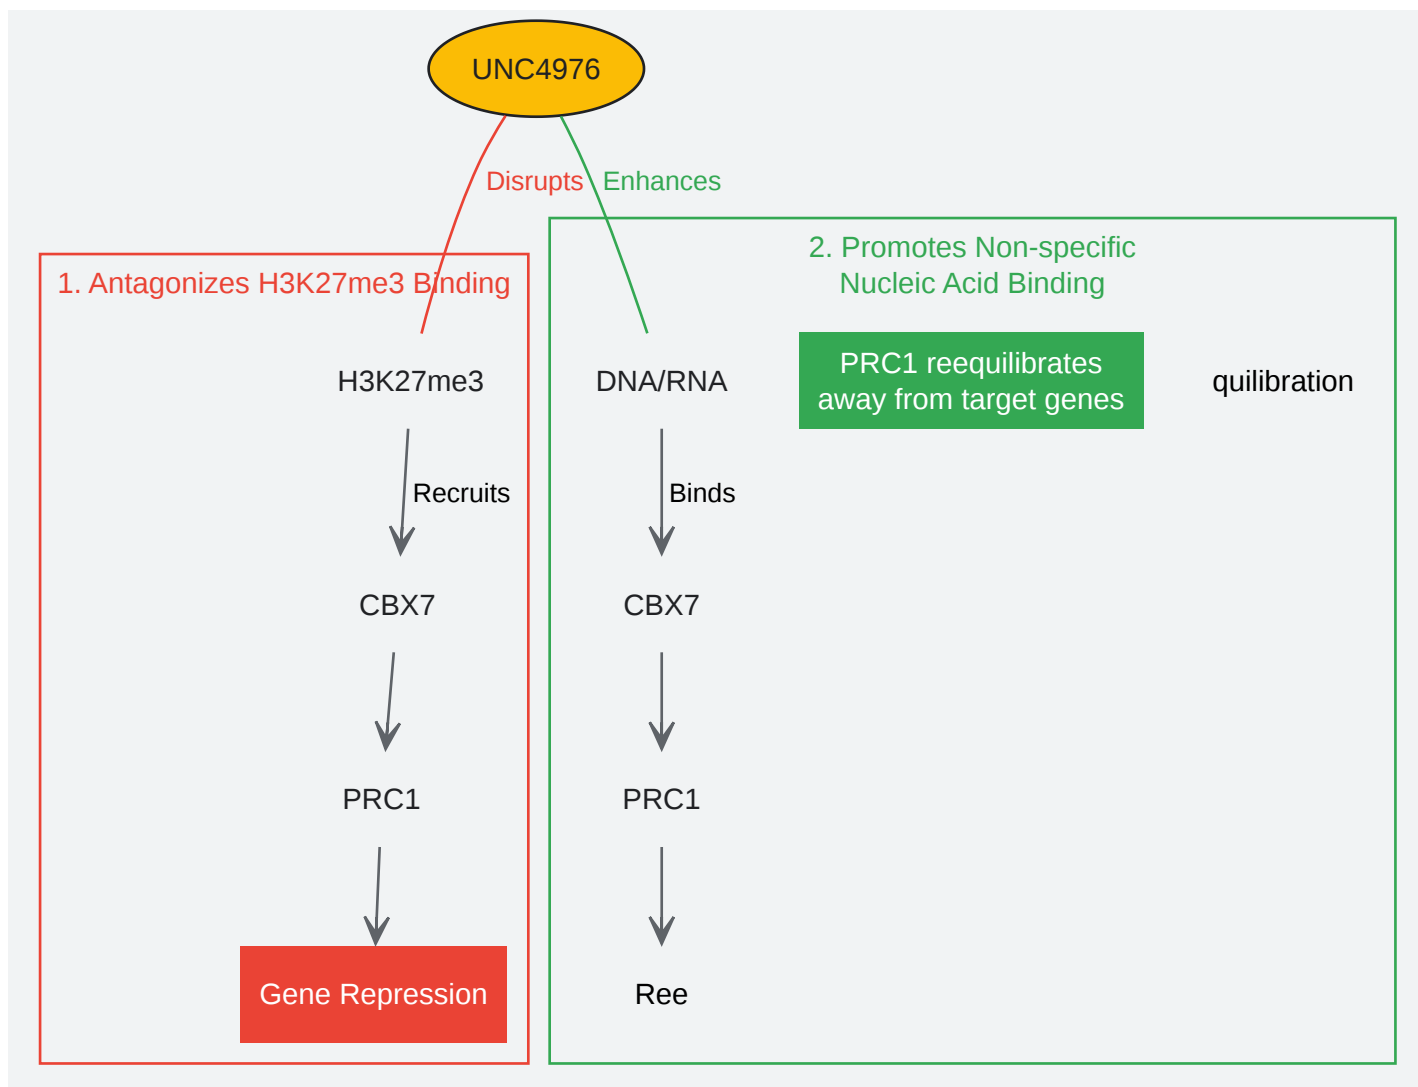 UNC4976
Disrupts
Enhances
1. Antagonizes H3K27me3 Binding
H3K27me3
Recruits
CBX7
PRC1
Gene Repression
2. Promotes Non-specific
Nucleic Acid Binding
DNA/RNA
PRC1 reequilibrates
away from target genes
quilibration
Binds
CBX7
PRC1
Ree